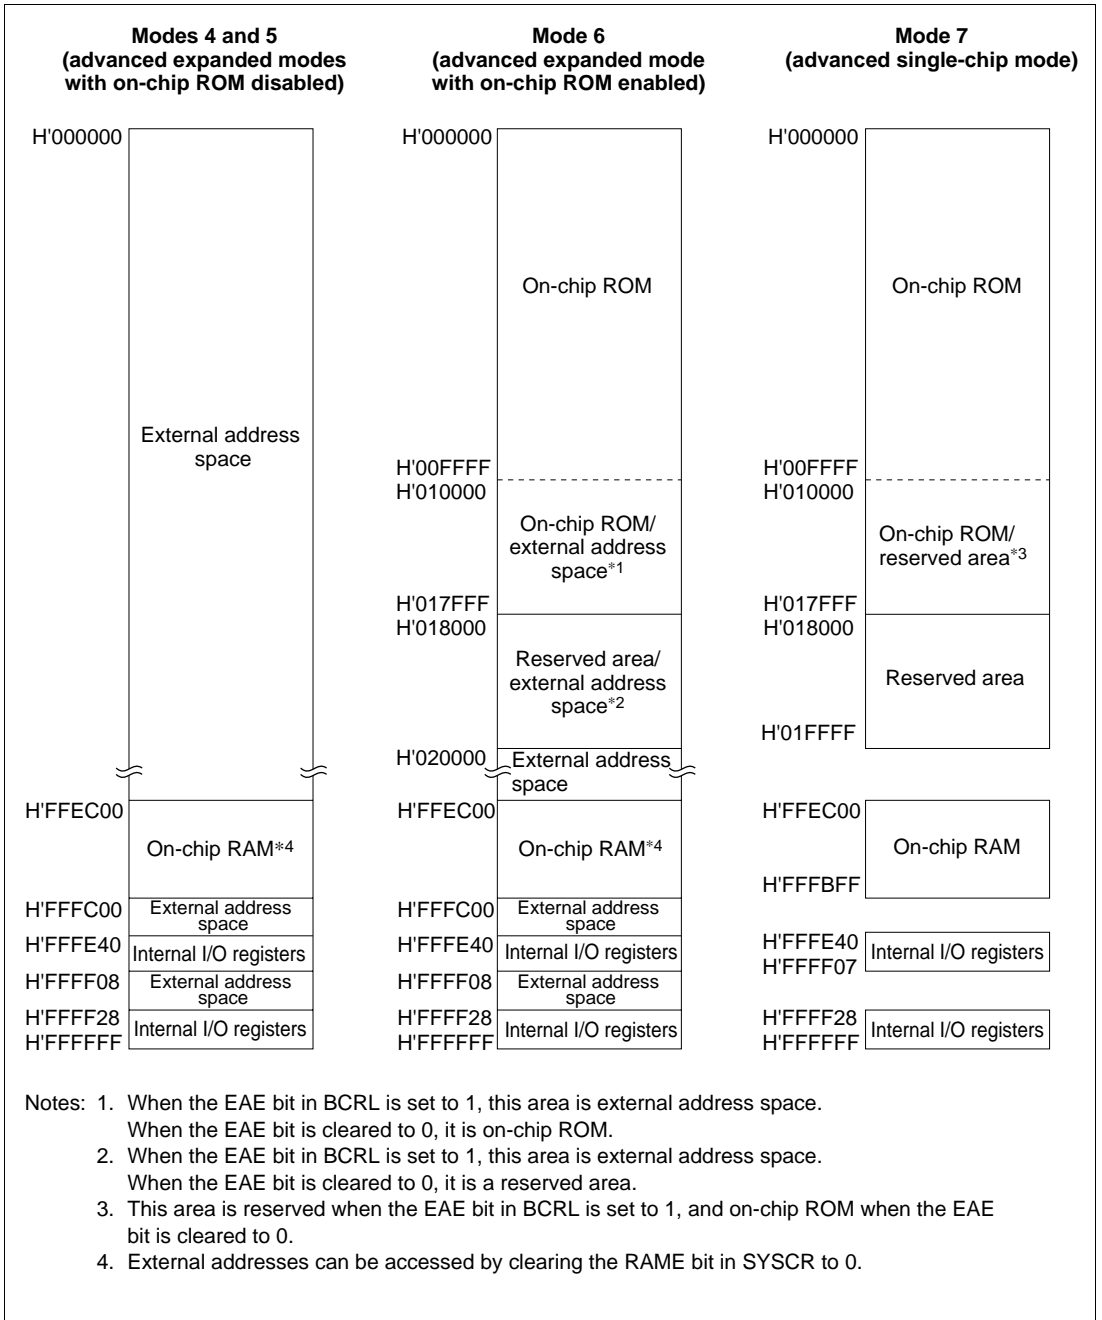 Modes 4 and 5
(advanced expanded modes
with on-chip ROM disabled)
H'000000
External address
space
H'FFEC00
On-chip RAM*4
H'FFFC00
External address
space
H'FFFE40
Internal I/O registers
H'FFFF08
External address
space
H'FFFF28
Internal I/O registers
H'FFFFFF
Mode 6
(advanced expanded mode
with on-chip ROM enabled)
H'000000
On-chip ROM
H'00FFFF
H'010000
On-chip ROM/
external address
space*1
H'017FFF
H'018000
Reserved area/
external address
space*2
H'020000
External address
space
H'FFEC00
On-chip RAM*4
H'FFFC00
External address
space
H'FFFE40
Internal I/O registers
H'FFFF08
External address
space
H'FFFF28
Internal I/O registers
H'FFFFFF
Mode 7
(advanced single-chip mode)
H'000000
On-chip ROM
H'00FFFF
H'010000
On-chip ROM/
reserved area*3
H'017FFF
H'018000
Reserved area
H'01FFFF
H'FFEC00
On-chip RAM
H'FFFBFF
H'FFFE40
Internal I/O registers
H'FFFF07
H'FFFF28
Internal I/O registers
H'FFFFFF
Notes: 1. When the EAE bit in BCRL is set to 1, this area is external address space.
When the EAE bit is cleared to 0, it is on-chip ROM.
2. When the EAE bit in BCRL is set to 1, this area is external address space.
When the EAE bit is cleared to 0, it is a reserved area.
3. This area is reserved when the EAE bit in BCRL is set to 1, and on-chip ROM when the EAE
bit is cleared to 0.
4. External addresses can be accessed by clearing the RAME bit in SYSCR to 0.